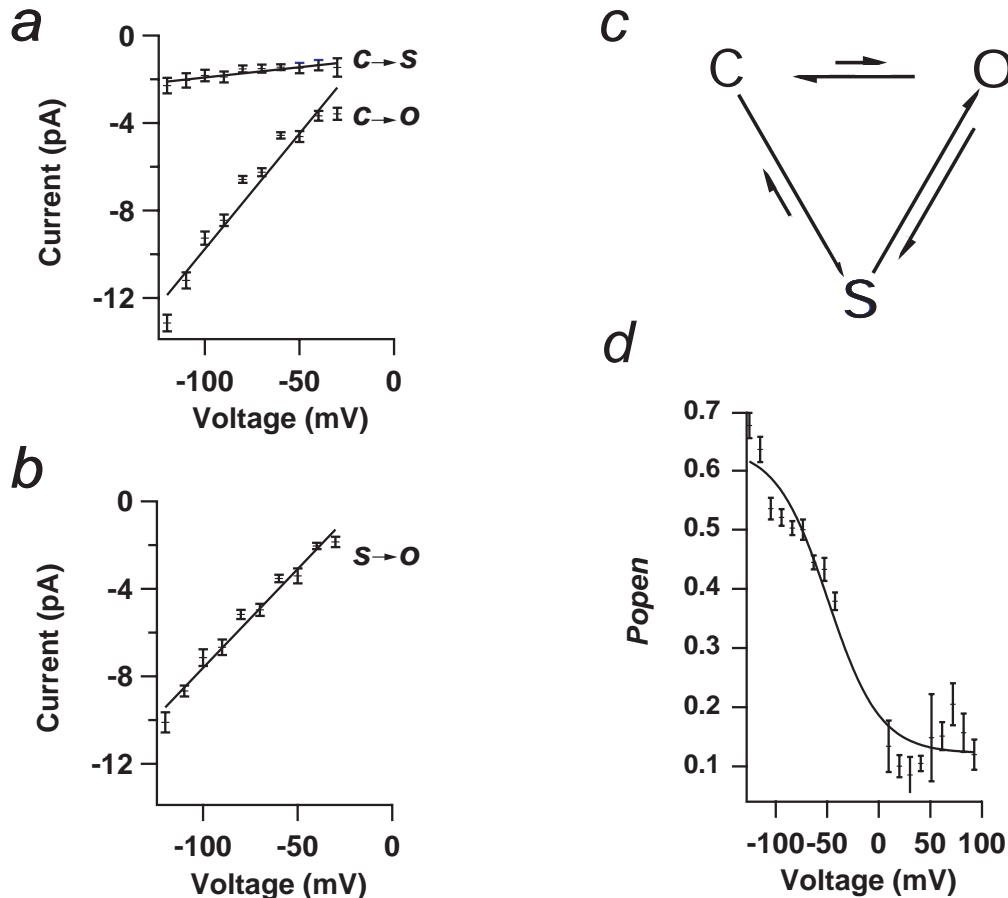 a
0
-4
-8
-12
Current (pA)
C→S
C→O
-100 -50 0
Voltage (mV)
b
0
-4
-8
-12
Current (pA)
S→O
-100 -50 0
Voltage (mV)
c
C O
S
d
0.7
0.6
0.5
0.4
0.3
0.2
0.1
Popen
-100 -50 0 50 100
Voltage (mV)